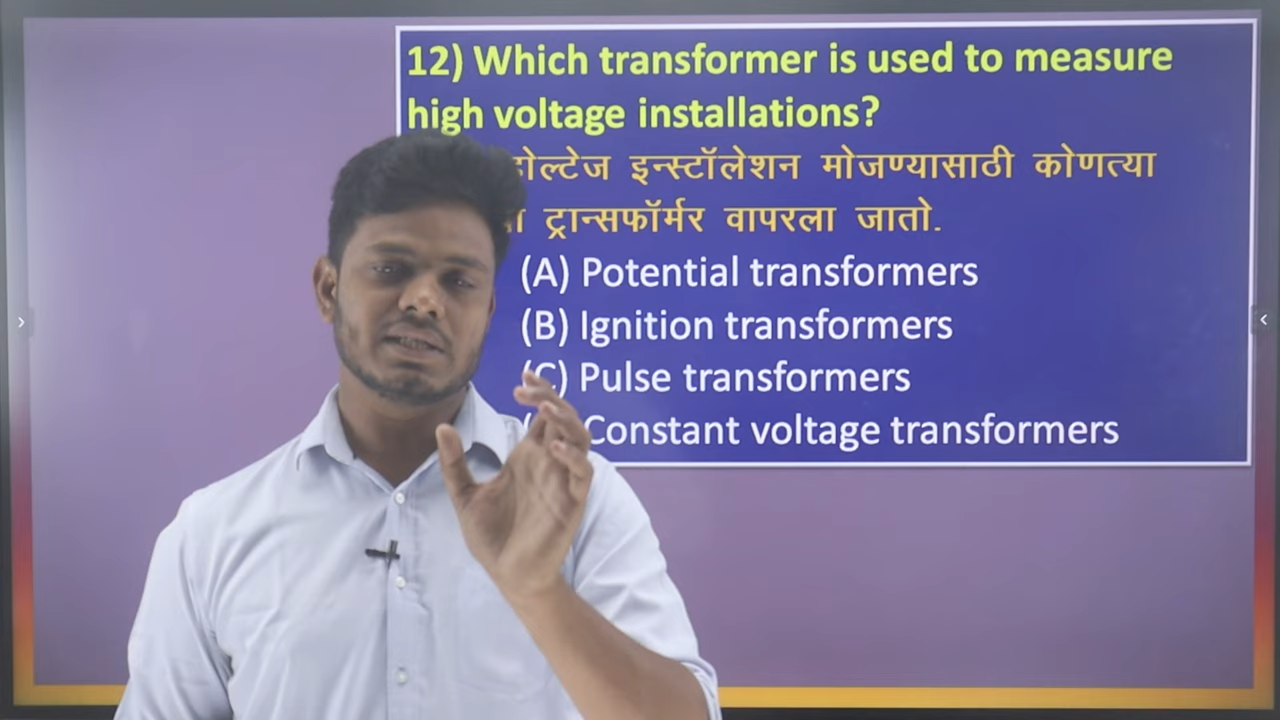 12) Which transformer is used to measure
high voltage installations?
इन्स्टॉलेशन मोजण्यासाठी कोणत्या
ट्रान्सफॉर्मर वापरला जातो.
(A) Potential transformers
(B) Ignition transformers
(C) Pulse transformers
Constant voltage transformers